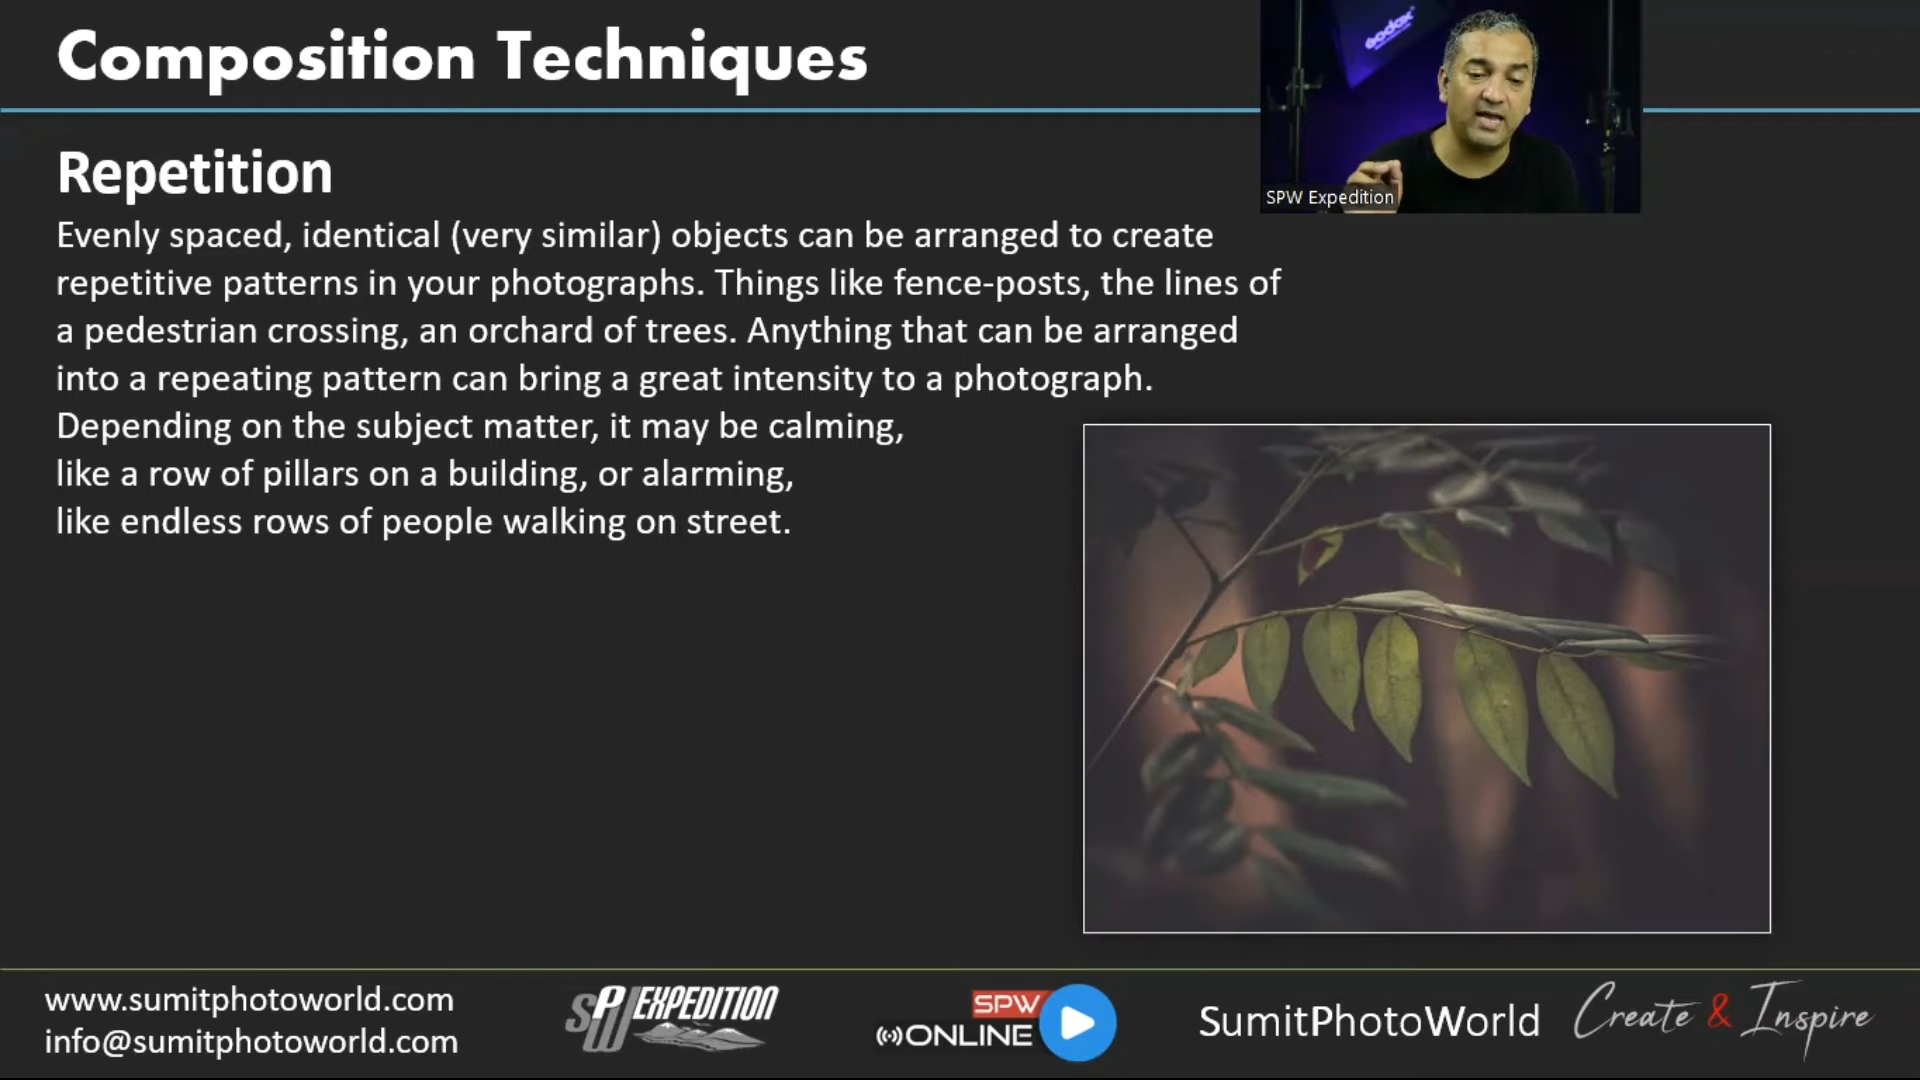 Composition Techniques
Godox
SPW Expedition
Repetition
Evenly spaced, identical (very similar) objects can be arranged to create
repetitive patterns in your photographs. Things like fence-posts, the lines of
a pedestrian crossing, an orchard of trees. Anything that can be arranged
into a repeating pattern can bring a great intensity to a photograph.
Depending on the subject matter, it may be calming,
like a row of pillars on a building, or alarming,
like endless rows of people walking on street.
www.sumitphotoworld.com
info@sumitphotoworld.com
SPW EXPEDITION
SPW
ONLINE
SumitPhotoWorld
Create & Inspire